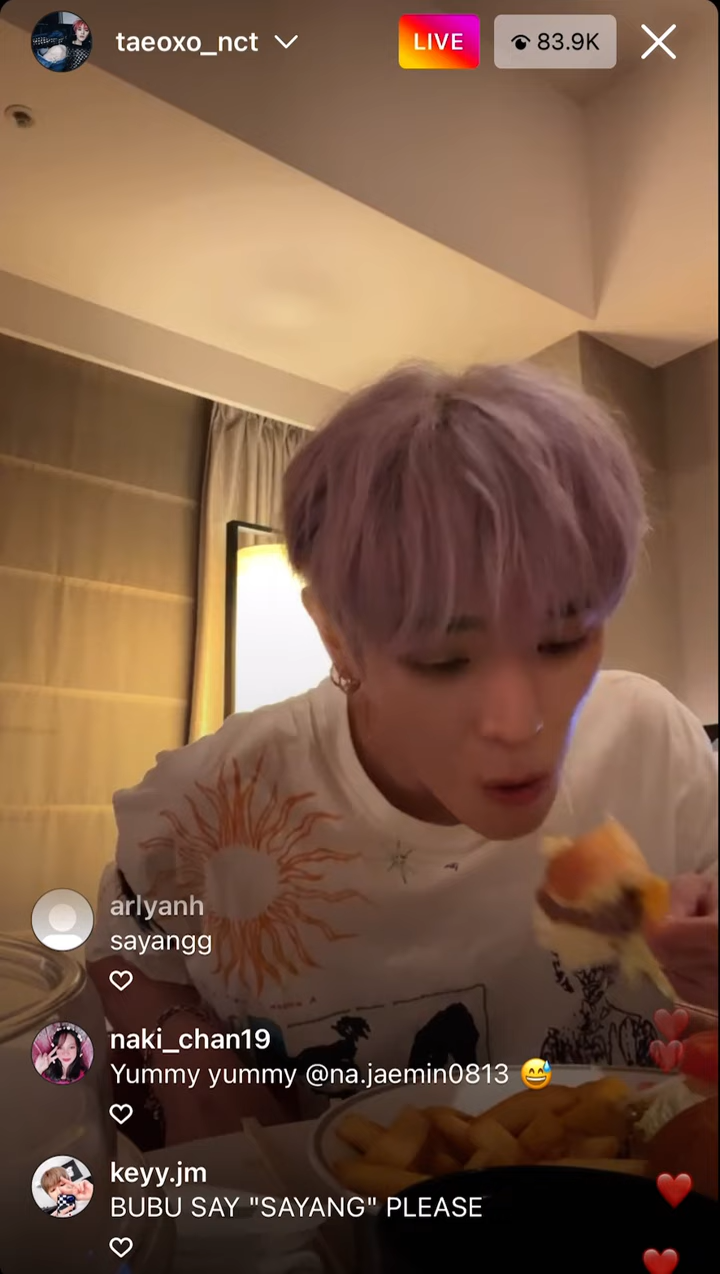 taeoxo_nct
LIVE
83.9K
arlyanh
sayangg
naki_chan19
Yummy yummy @na.jaemin0813 😅
keyy.jm
BUBU SAY "SAYANG" PLEASE